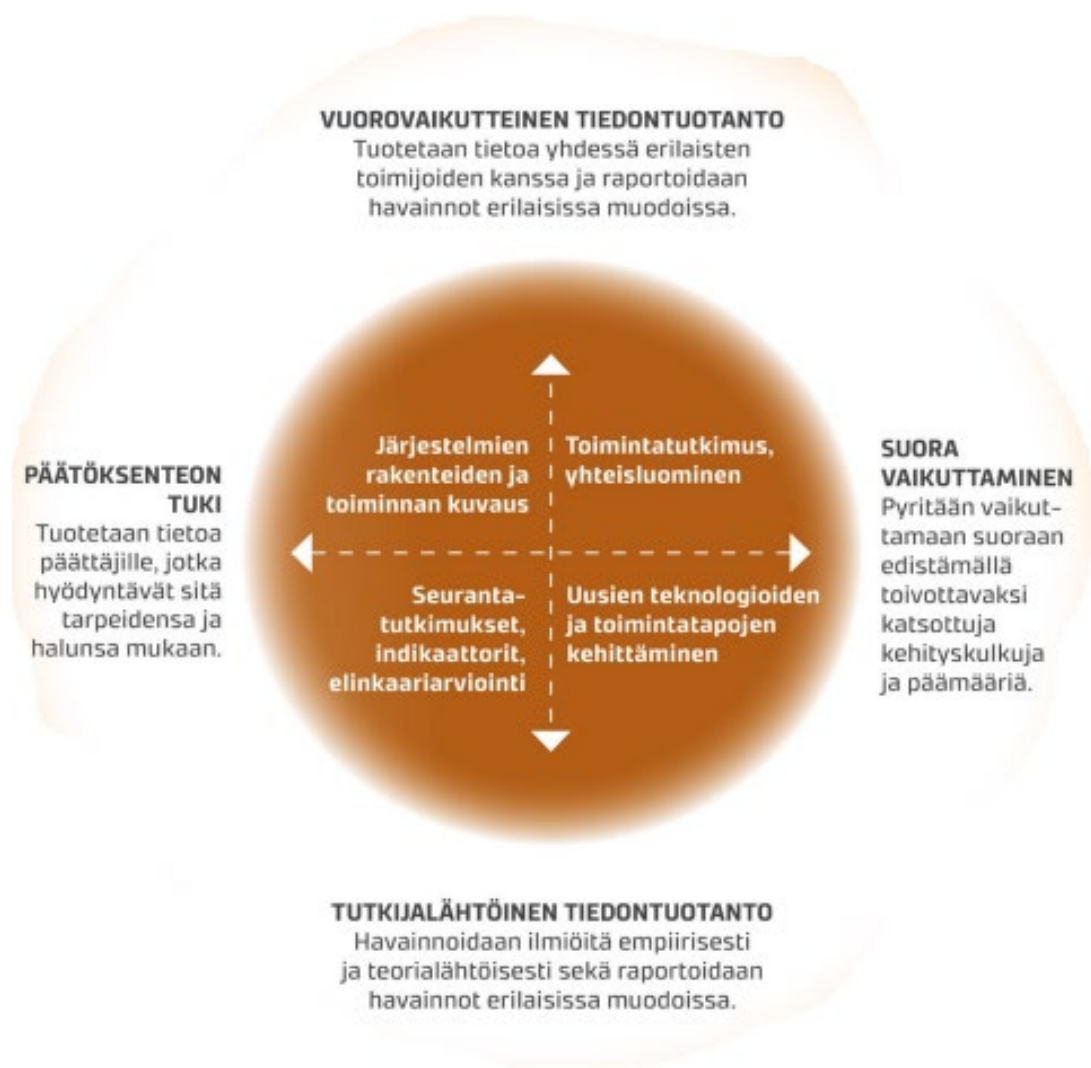 VUOROVAIKUTTEINEN TIEDONTUOTANTO
Tuotetaan tietoa yhdessä erilaisten
toimijoiden kanssa ja raportoidaan
havainnot erilaisissa muodoissa.
PÄÄTÖKSENTEON
TUKI
Tuotetaan tietoa
päättäjille, jotka
hyödyntävät sitä
tarpeidensa ja
halunsa mukaan.
Järjestelmien
rakenteiden ja
toiminnan kuvaus
Toimintatutkimus,
yhteisluominen
Seuranta-
tutkimukset,
indikaattorit,
elinkaariarviointi
Uusien teknologioiden
ja toimintatapojen
kehittäminen
SUORA
VAIKUTTAMINEN
Pyritään vaikut-
tamaan suoraan
edistämällä
toivottavaksi
katsottuja
kehityskulkuja
ja päämääriä.
TUTKIJALÄHTÖINEN TIEDONTUOTANTO
Havainnoidaan ilmiöitä empiirisesti
ja teorialähtöisesti sekä raportoidaan
havainnot erilaisissa muodoissa.